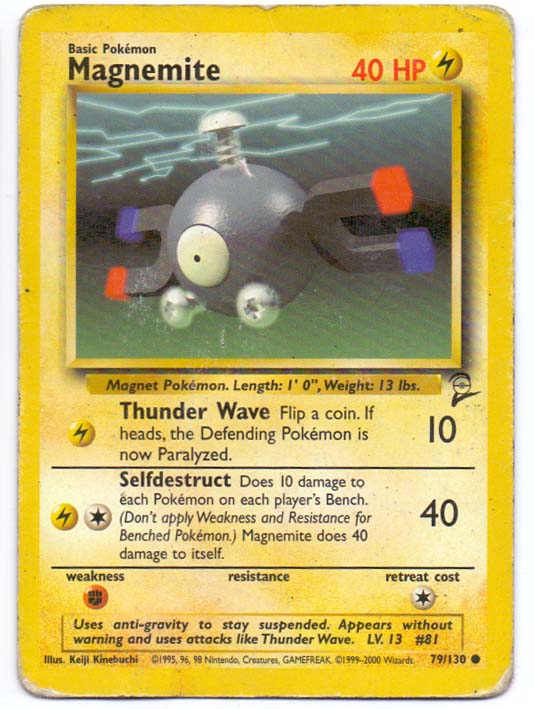 Basic Pokémon
Magnemite 40 HP
Magnet Pokémon. Length: 1' 0", Weight: 13 lbs.
Thunder Wave Flip a coin. If
heads, the Defending Pokémon is
now Paralyzed.
10
Selfdestruct Does 10 damage to
each Pokémon on each player's Bench.
(Don't apply Weakness and Resistance for
Benched Pokémon.) Magnemite does 40
damage to itself.
40
weakness resistance retreat cost
Uses anti-gravity to stay suspended. Appears without
warning and uses attacks like Thunder Wave. LV. 13 #81
Illus. Keiji Kinebuchi ©1995, 96, 98 Nintendo, Creatures, GAMEFREAK. ©1999-2000 Wizards. 79/130